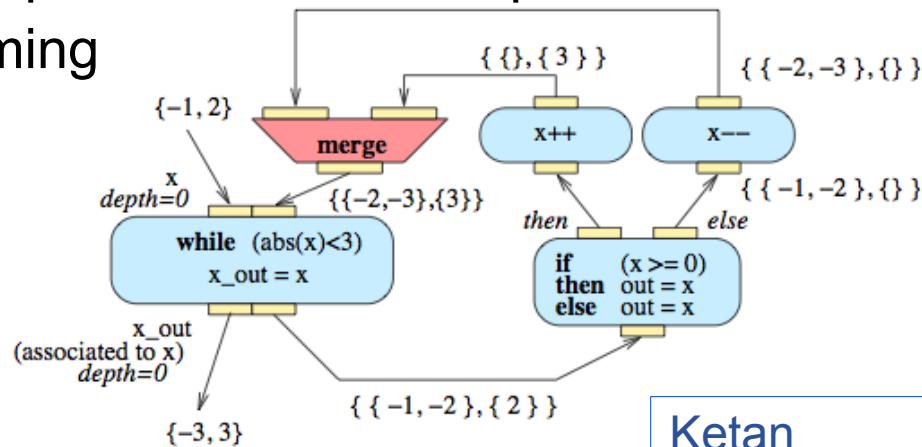 ming
{ {}, { 3 } }
{ { −2, −3 }, {} }
{−1, 2}
merge
x++
x−−
x
depth=0
{{−2,−3},{3}}
{ { −1, −2 }, {} }
then
else
while (abs(x)<3)
x_out = x
if (x >= 0)
then out = x
else out = x
x_out
(associated to x)
depth=0
{ { −1, −2 }, { 2 } }
{−3, 3}
Ketan